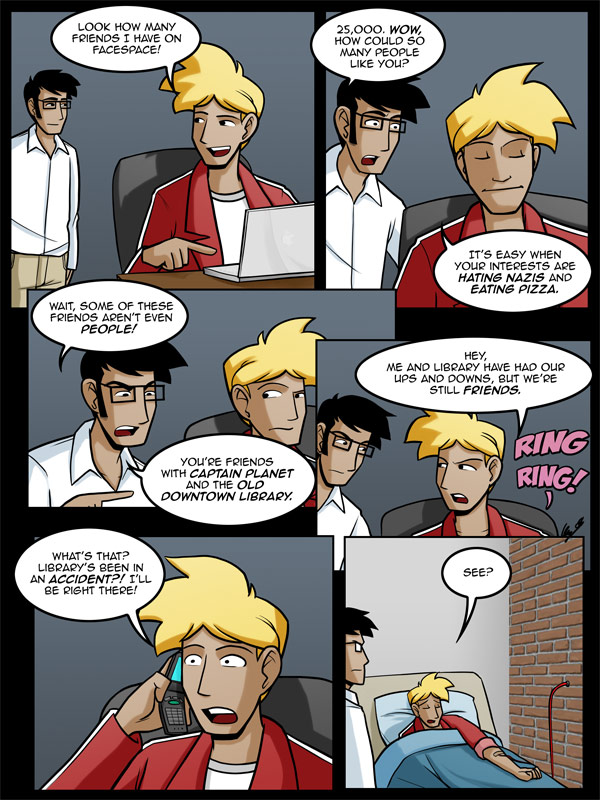 LOOK HOW MANY
FRIENDS I HAVE ON
FACESPACE!
25,000. WOW,
HOW COULD SO
MANY PEOPLE
LIKE YOU?
IT'S EASY WHEN
YOUR INTERESTS ARE
HATING NAZIS AND
EATING PIZZA.
WAIT, SOME OF THESE
FRIENDS AREN'T EVEN
PEOPLE!
YOU'RE FRIENDS
WITH CAPTAIN PLANET
AND THE OLD
DOWNTOWN LIBRARY.
HEY,
ME AND LIBRARY HAVE HAD OUR
UPS AND DOWNS, BUT WE'RE
STILL FRIENDS.
RING
RING!
WHAT'S THAT?
LIBRARY'S BEEN IN
AN ACCIDENT?! I'LL
BE RIGHT THERE!
SEE?